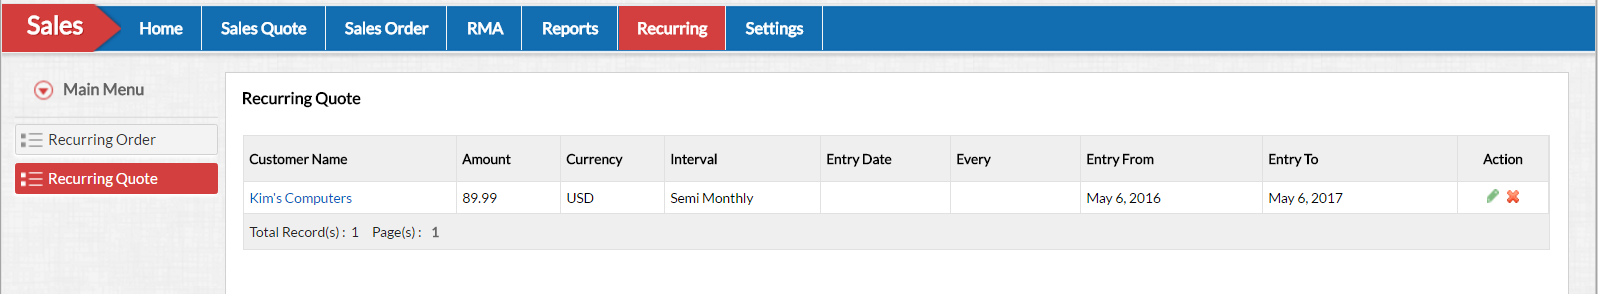 Sales Home Sales Quote Sales Order RMA Reports Recurring Settings
Main Menu
Recurring Order
Recurring Quote
Recurring Quote
Customer Name Amount Currency Interval Entry Date Every Entry From Entry To Action
Kim's Computers 89.99 USD Semi Monthly May 6, 2016 May 6, 2017
Total Record(s) : 1 Page(s) : 1